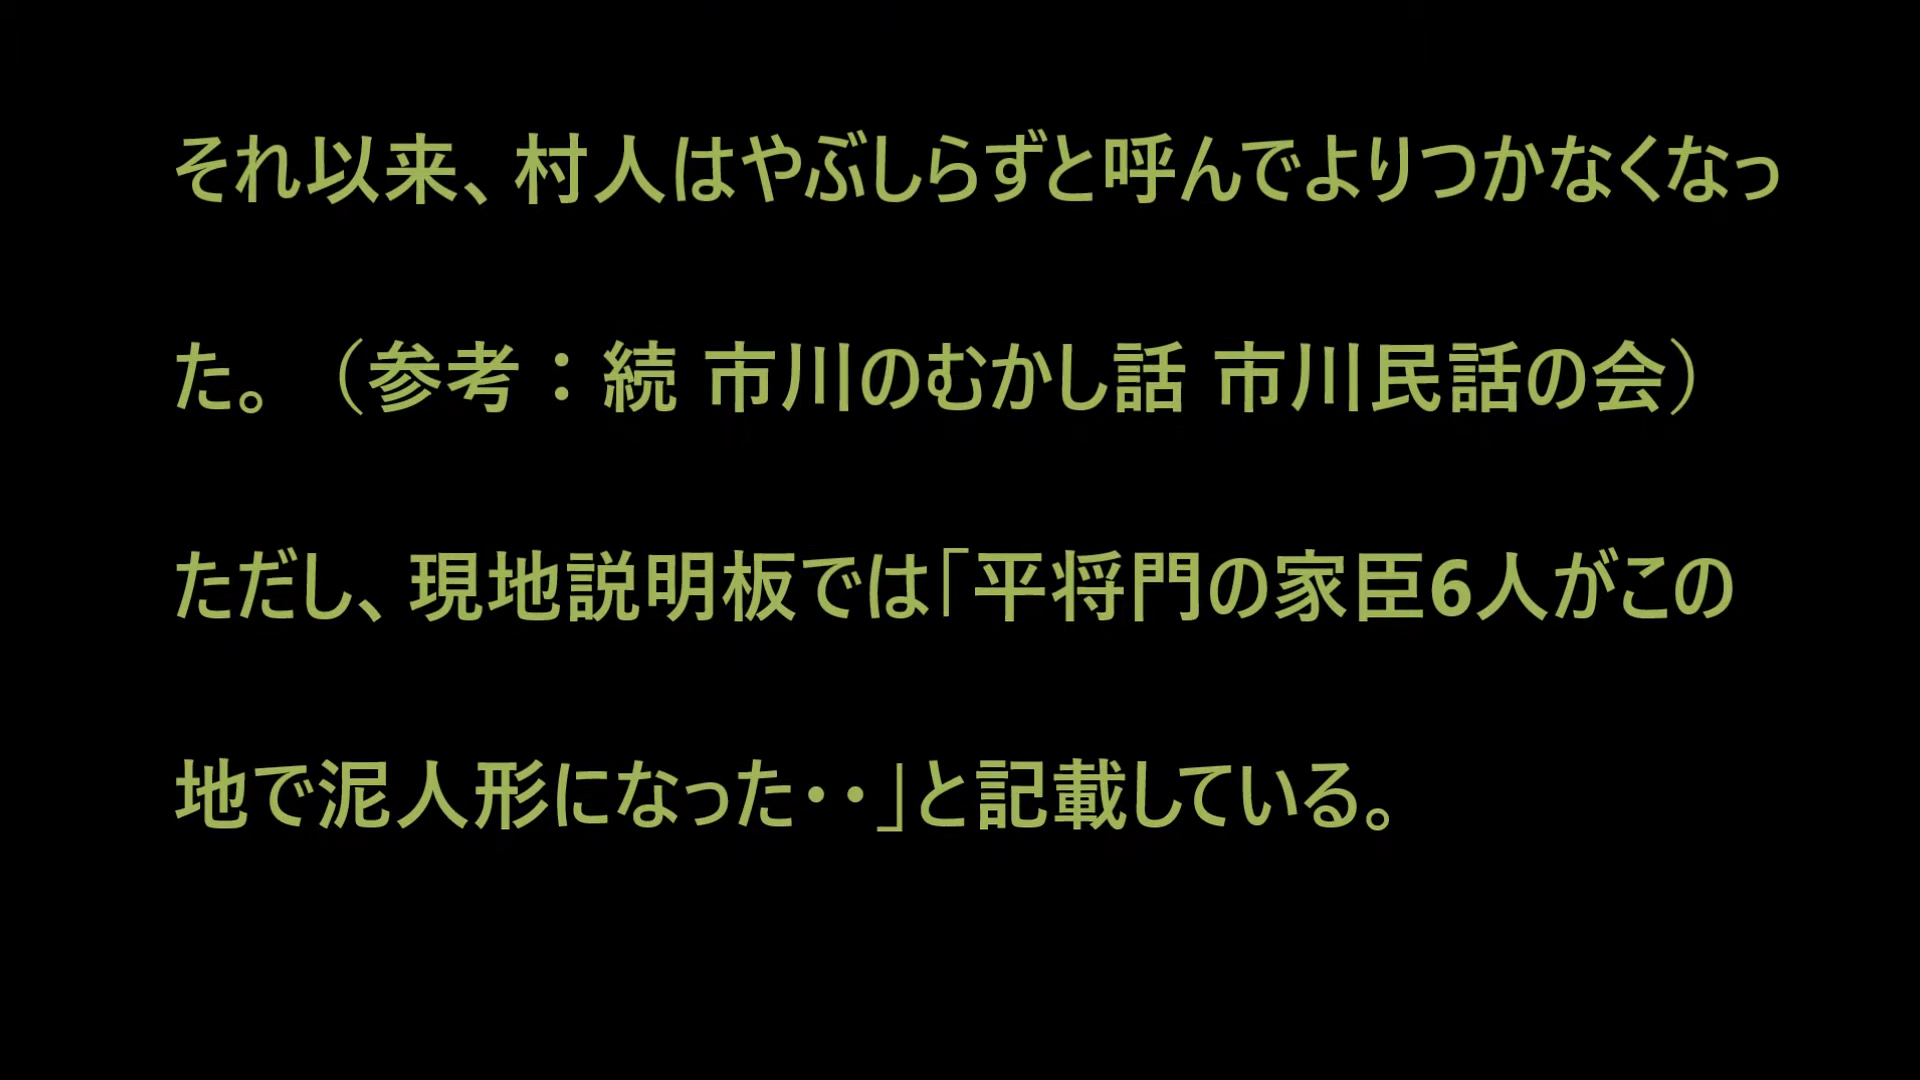 それ以来、村人はやぶしらずと呼んでよりつかなくなっ
た。（参考：続 市川のむかし話 市川民話の会）
ただし、現地説明板では「平将門の家臣6人がこの
地で泥人形になった・・」と記載している。